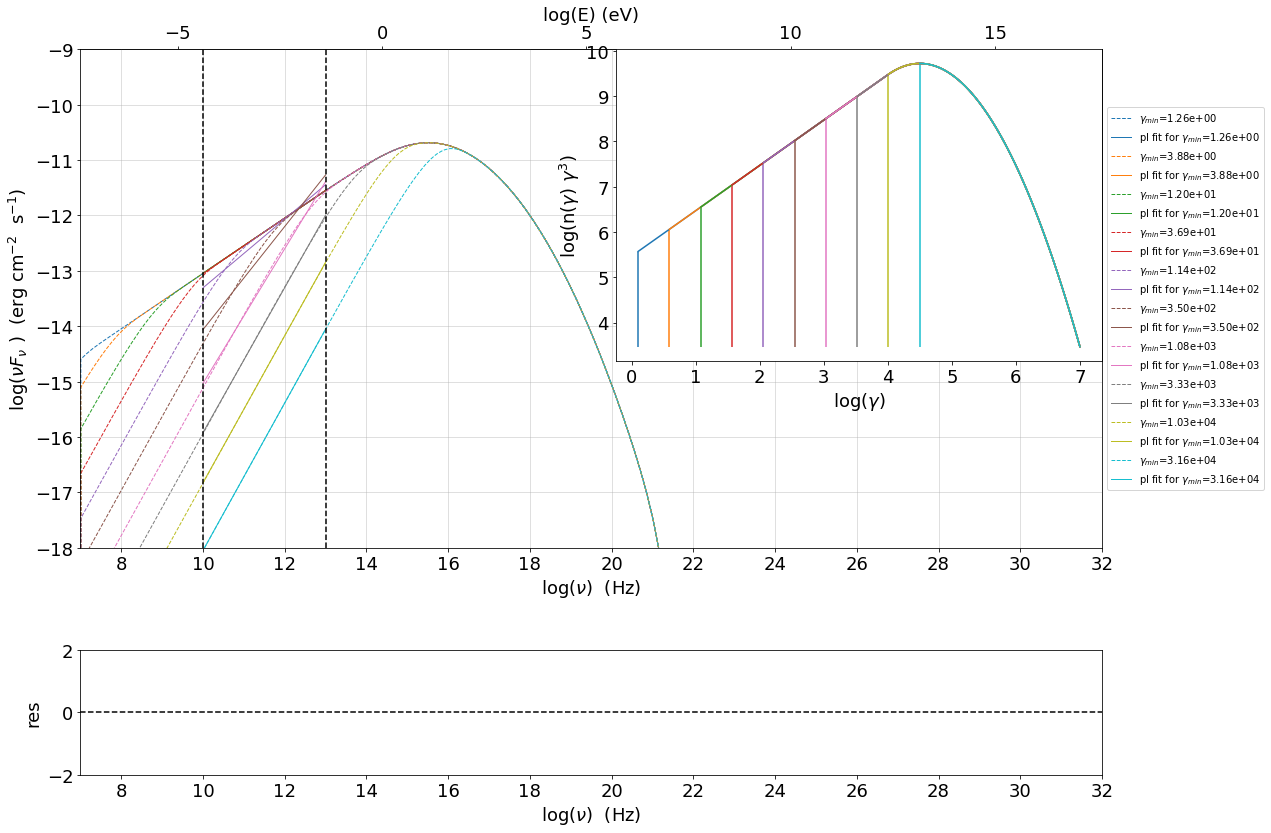 log(E) (eV)
−5 0 5 10 15
−9
−10
−11
−12
−13
−14
−15
−16
−17
−18
log(νF_ν ) (erg cm^−2 s^−1)
8 10 12 14 16 18 20 22 24 26 28 30 32
log(ν) (Hz)
10
9
8
7
6
5
4
log(n(γ) γ^3)
0 1 2 3 4 5 6 7
log(γ)
γ_min=1.26e+00
pl fit for γ_min=1.26e+00
γ_min=3.88e+00
pl fit for γ_min=3.88e+00
γ_min=1.20e+01
pl fit for γ_min=1.20e+01
γ_min=3.69e+01
pl fit for γ_min=3.69e+01
γ_min=1.14e+02
pl fit for γ_min=1.14e+02
γ_min=3.50e+02
pl fit for γ_min=3.50e+02
γ_min=1.08e+03
pl fit for γ_min=1.08e+03
γ_min=3.33e+03
pl fit for γ_min=3.33e+03
γ_min=1.03e+04
pl fit for γ_min=1.03e+04
γ_min=3.16e+04
pl fit for γ_min=3.16e+04
2
0
−2
res
8 10 12 14 16 18 20 22 24 26 28 30 32
log(ν) (Hz)